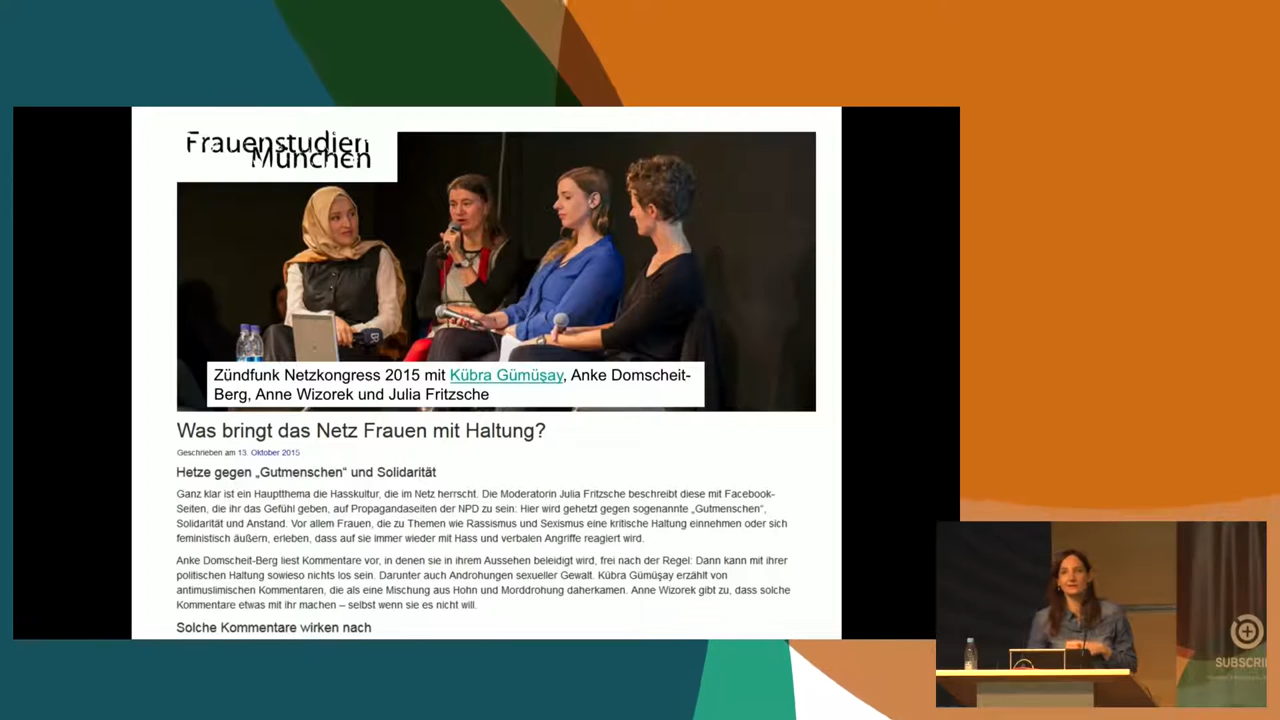 Frauenstudien
München
Zündfunk Netzkongress 2015 mit Kübra Gümüşay, Anke Domscheit-
Berg, Anne Wizorek und Julia Fritzsche
Was bringt das Netz Frauen mit Haltung?
Geschrieben am 13. Oktober 2015
Hetze gegen „Gutmenschen“ und Solidarität
Ganz klar ist ein Hauptthema die Hasskultur, die im Netz herrscht. Die Moderatorin Julia Fritzsche beschreibt diese mit Facebook-
Seiten, die ihr das Gefühl geben, auf Propagandaseiten der NPD zu sein: Hier wird gehetzt gegen sogenannte „Gutmenschen“,
Solidarität und Anstand. Vor allem Frauen, die zu Themen wie Rassismus und Sexismus eine kritische Haltung einnehmen oder sich
feministisch äußern, erleben, dass auf sie immer wieder mit Hass und verbalen Angriffe reagiert wird.
Anke Domscheit-Berg liest Kommentare vor, in denen sie in ihrem Aussehen beleidigt wird, frei nach der Regel: Dann kann mit ihrer
politischen Haltung sowieso nichts los sein. Darunter auch Androhungen sexueller Gewalt. Kübra Gümüşay erzählt von
antimuslimischen Kommentaren, die als eine Mischung aus Hohn und Morddrohung daherkamen. Anne Wizorek gibt zu, dass solche
Kommentare etwas mit ihr machen – selbst wenn sie es nicht will.
Solche Kommentare wirken nach
SUBSCRI